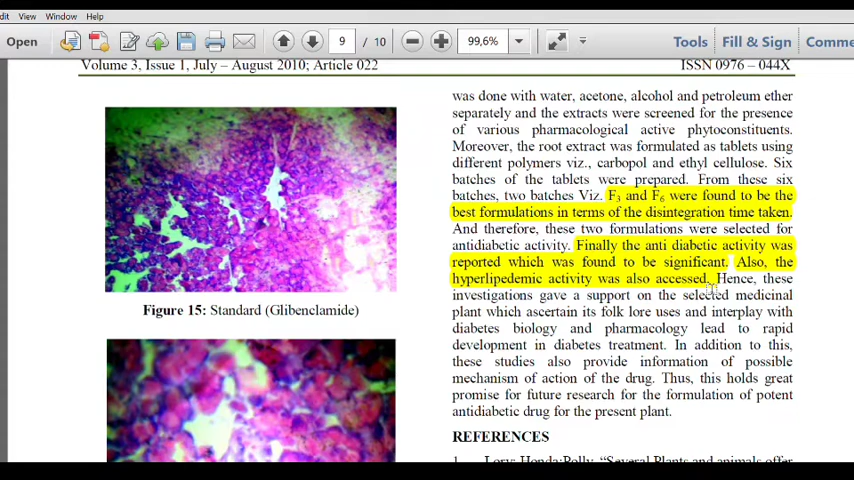 dit View Window Help
Open 9 / 10 99,6% Tools Fill & Sign Comme
Volume 3, Issue 1, July – August 2010; Article 022 ISSN 0976 – 044X
Figure 15: Standard (Glibenclamide)
was done with water, acetone, alcohol and petroleum ether
separately and the extracts were screened for the presence
of various pharmacological active phytoconstituents.
Moreover, the root extract was formulated as tablets using
different polymers viz., carbopol and ethyl cellulose. Six
batches of the tablets were prepared. From these six
batches, two batches Viz. F3 and F6 were found to be the
best formulations in terms of the disintegration time taken.
And therefore, these two formulations were selected for
antidiabetic activity. Finally the anti diabetic activity was
reported which was found to be significant. Also, the
hyperlipedemic activity was also accessed. Hence, these
investigations gave a support on the selected medicinal
plant which ascertain its folk lore uses and interplay with
diabetes biology and pharmacology lead to rapid
development in diabetes treatment. In addition to this,
these studies also provide information of possible
mechanism of action of the drug. Thus, this holds great
promise for future research for the formulation of potent
antidiabetic drug for the present plant.
REFERENCES
1. Lory; Honda;Polly, "Several Plants and animals offer